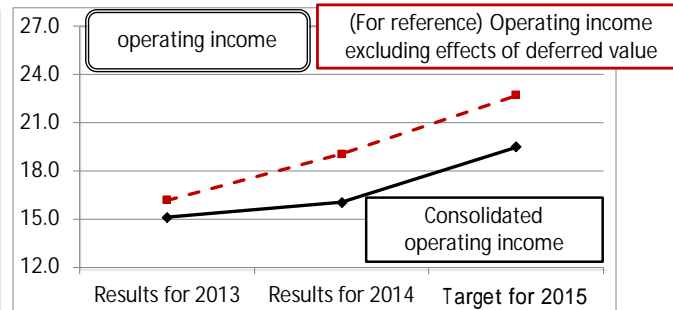 27.0
24.0
21.0
18.0
15.0
12.0
operating income
(For reference) Operating income
excluding effects of deferred value
Consolidated
operating income
Results for 2013
Results for 2014
Target for 2015